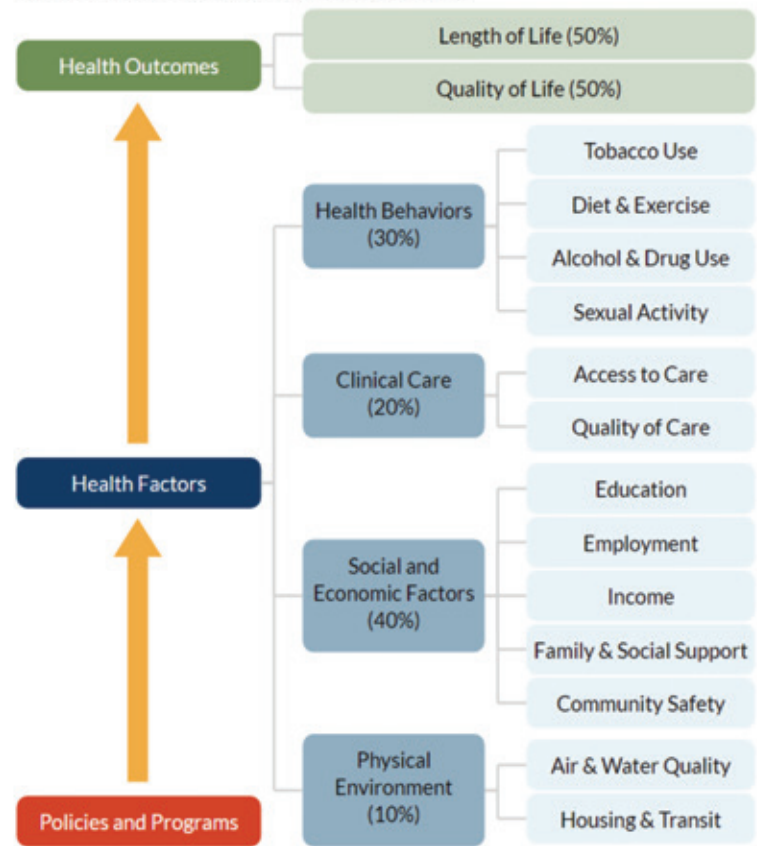 Length of Life (50%)
Health Outcomes
Quality of Life (50%)
Tobacco Use
Health Behaviors
(30%)
Diet & Exercise
Alcohol & Drug Use
Sexual Activity
Clinical Care
(20%)
Access to Care
Quality of Care
Health Factors
Education
Employment
Social and
Economic Factors
(40%)
Income
Family & Social Support
Community Safety
Physical
Environment
(10%)
Air & Water Quality
Housing & Transit
Policies and Programs